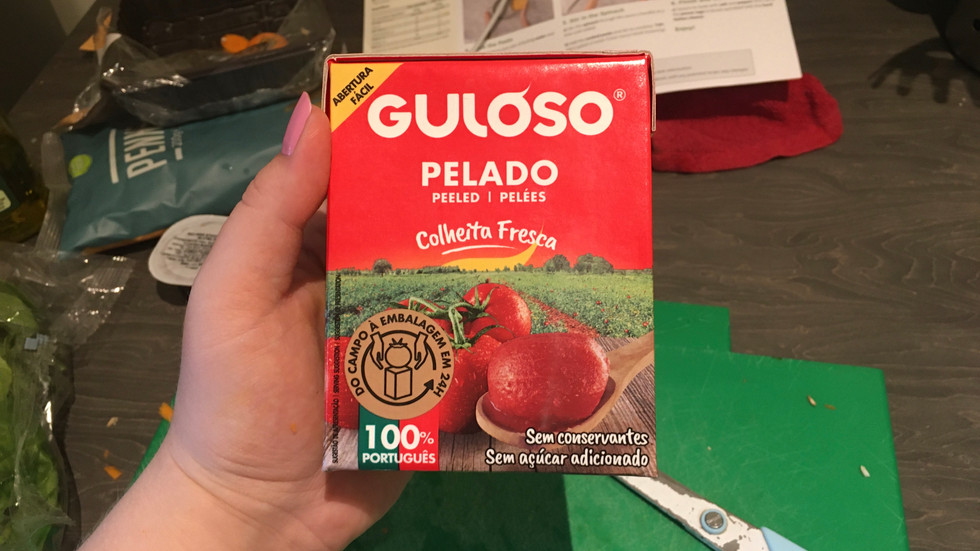 ABERTURA
FÁCIL
GULOSO®
PELADO
PEELED | PELÉES
Colheita Fresca
DO CAMPO À EMBALAGEM EM 24H
100%
PORTUGUÊS
Sem conservantes
Sem açúcar adicionado
PENN